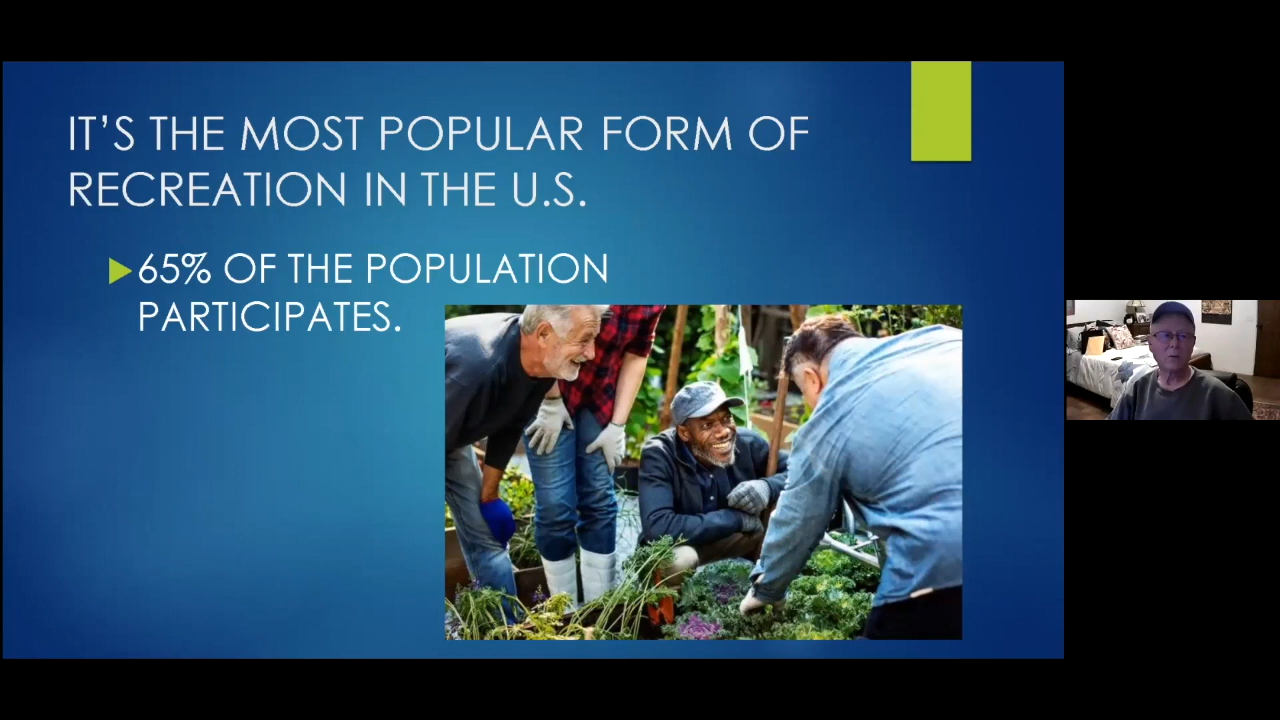 IT’S THE MOST POPULAR FORM OF
RECREATION IN THE U.S.
65% OF THE POPULATION
PARTICIPATES.